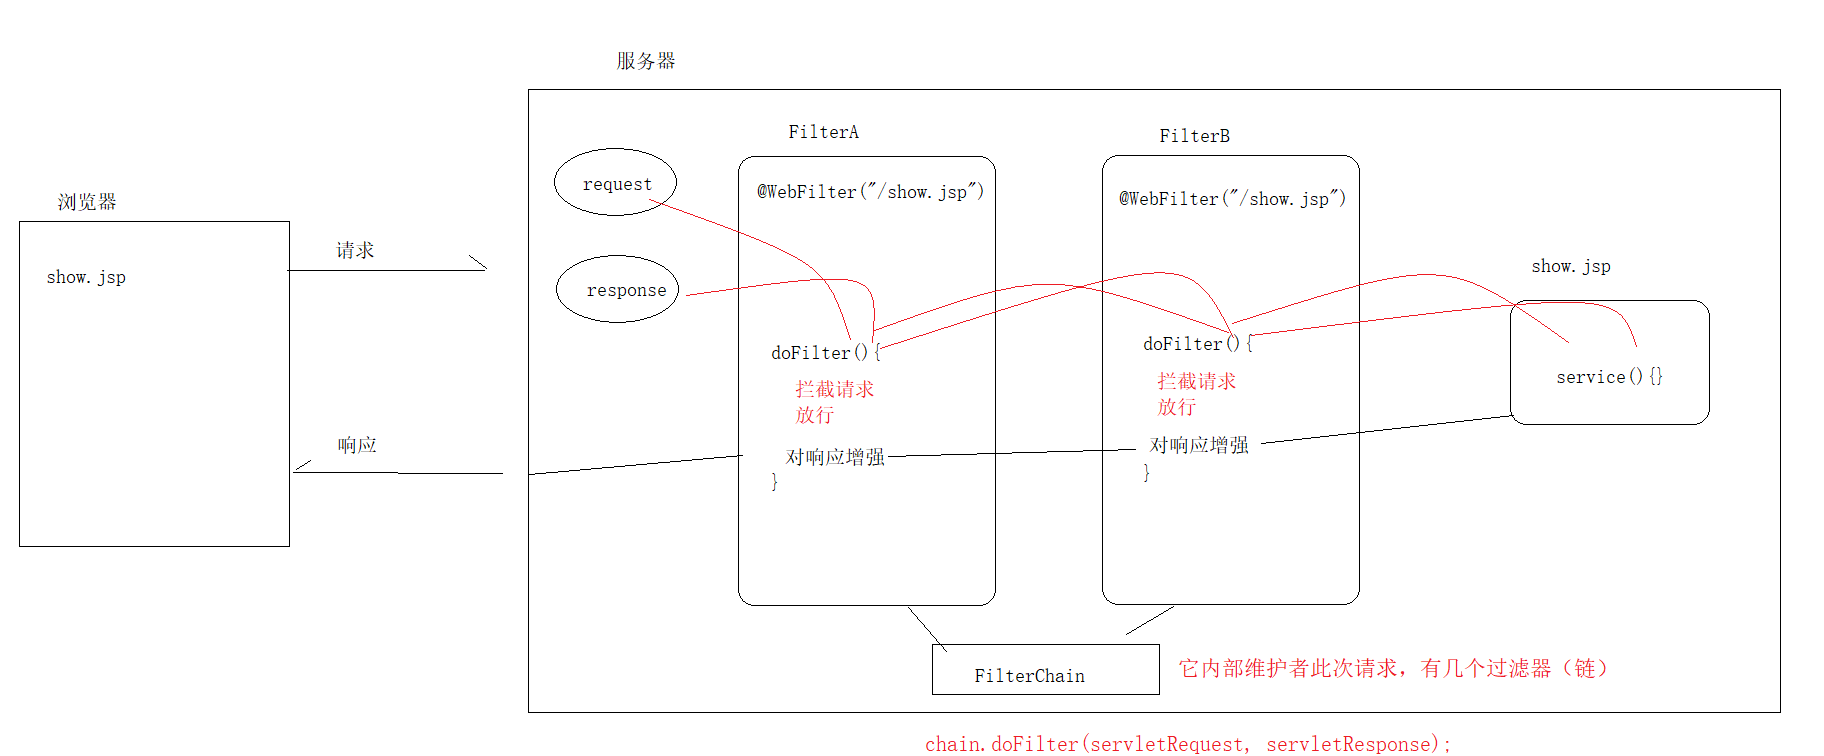 服务器
浏览器
show.jsp
请求
响应
request
response
FilterA
@WebFilter("/show.jsp")
doFilter(){
拦截请求
放行
对响应增强
}
FilterB
@WebFilter("/show.jsp")
doFilter(){
拦截请求
放行
对响应增强
}
show.jsp
service(){}
FilterChain
它内部维护者此次请求，有几个过滤器（链）
chain.doFilter(servletRequest, servletResponse);